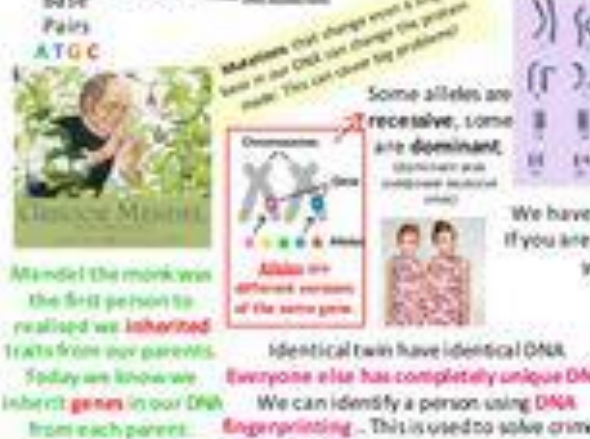 Base
Pairs
A T G C
Mutations that change even a
base in our DNA can change the protein
made. This can cause big problems!
Some alleles are
recessive, some
are dominant
Chromosomes
Gene
Alleles
Alleles are
different versions
of the same gene
GREGOR MENDEL
We have
If you are
Mendel the monk was
the first person to
realised we inherited
traits from our parents.
Today we know we
inherit genes in our DNA
from each parent
Identical twin have identical DNA
Everyone else has completely unique DN
We can identify a person using DNA
fingerprinting .. This is used to solve crim